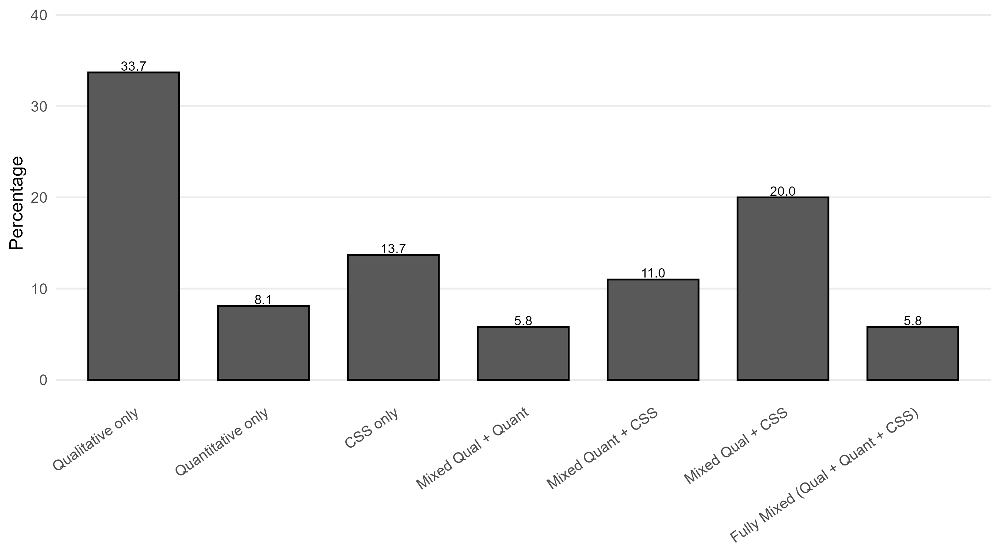 Percentage
40
30
20
10
0
33.7
8.1
13.7
5.8
11.0
20.0
5.8
Qualitative only
Quantitative only
CSS only
Mixed Qual + Quant
Mixed Quant + CSS
Mixed Qual + CSS
Fully Mixed (Qual + Quant + CSS)